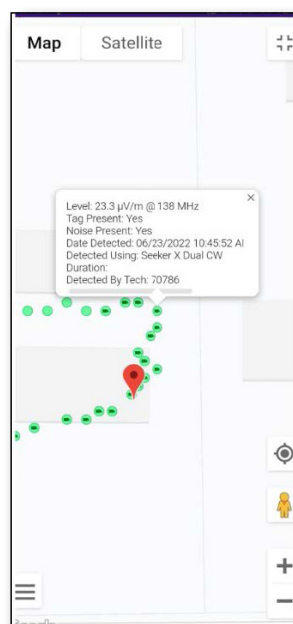 Map
Satellite
Level: 23.3 µV/m @ 138 MHz
Tag Present: Yes
Noise Present: Yes
Date Detected: 06/23/2022 10:45:52 Al
Detected Using: Seeker X Dual CW
Duration:
Detected By Tech: 70786